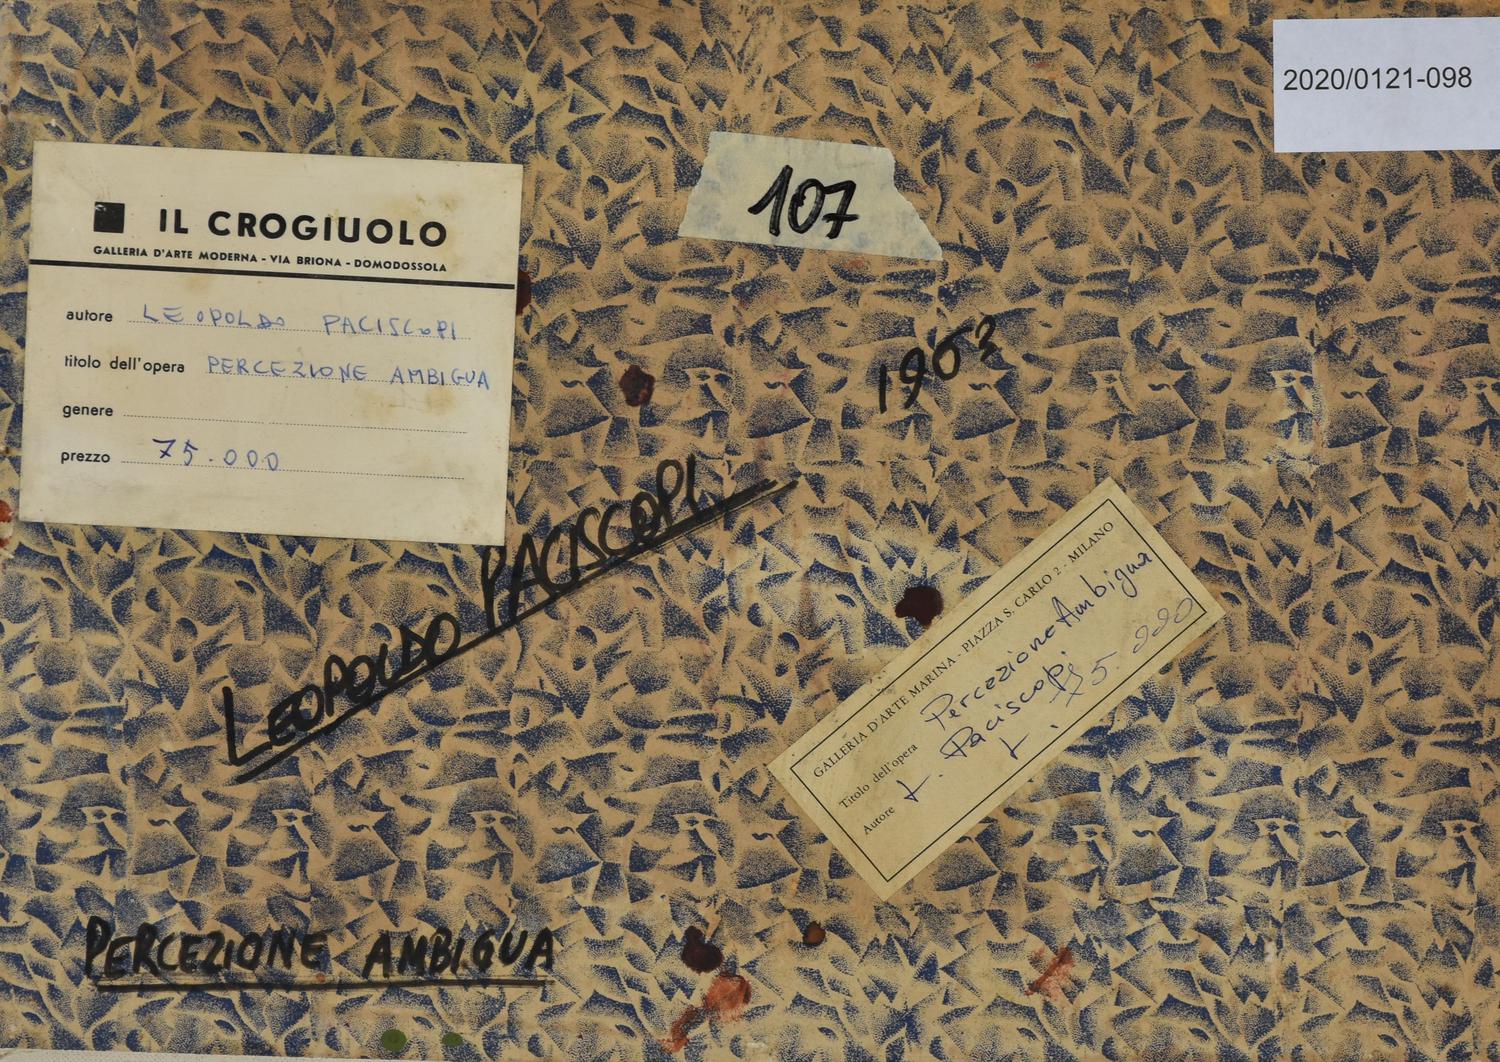 2020/0121-098
107
IL CROGIUOLO
GALLERIA D'ARTE MODERNA - VIA BRIONA - DOMODOSSOLA
autore LEOPOLDO PACISCOPI
titolo dell'opera PERCEZIONE AMBIGUA
genere
prezzo 75.000
1963
LEOPOLDO PACISCOPI
GALLERIA D'ARTE MARINA - PIAZZA S. CARLO 2 - MILANO
Titolo dell'opera Percezione Ambigua
Autore L. Paciscopi
75.000
PERCEZIONE AMBIGUA